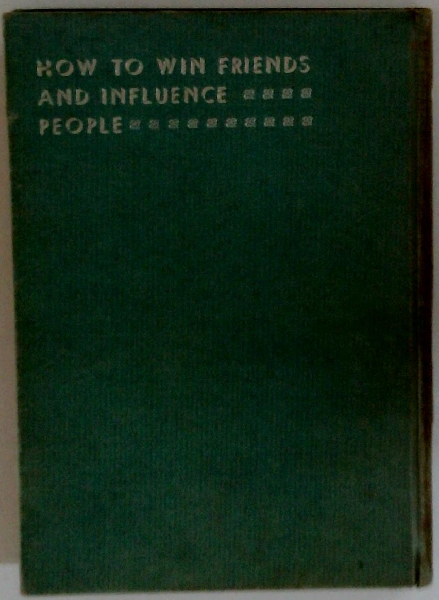 HOW TO WIN FRIENDS
AND INFLUENCE
PEOPLE